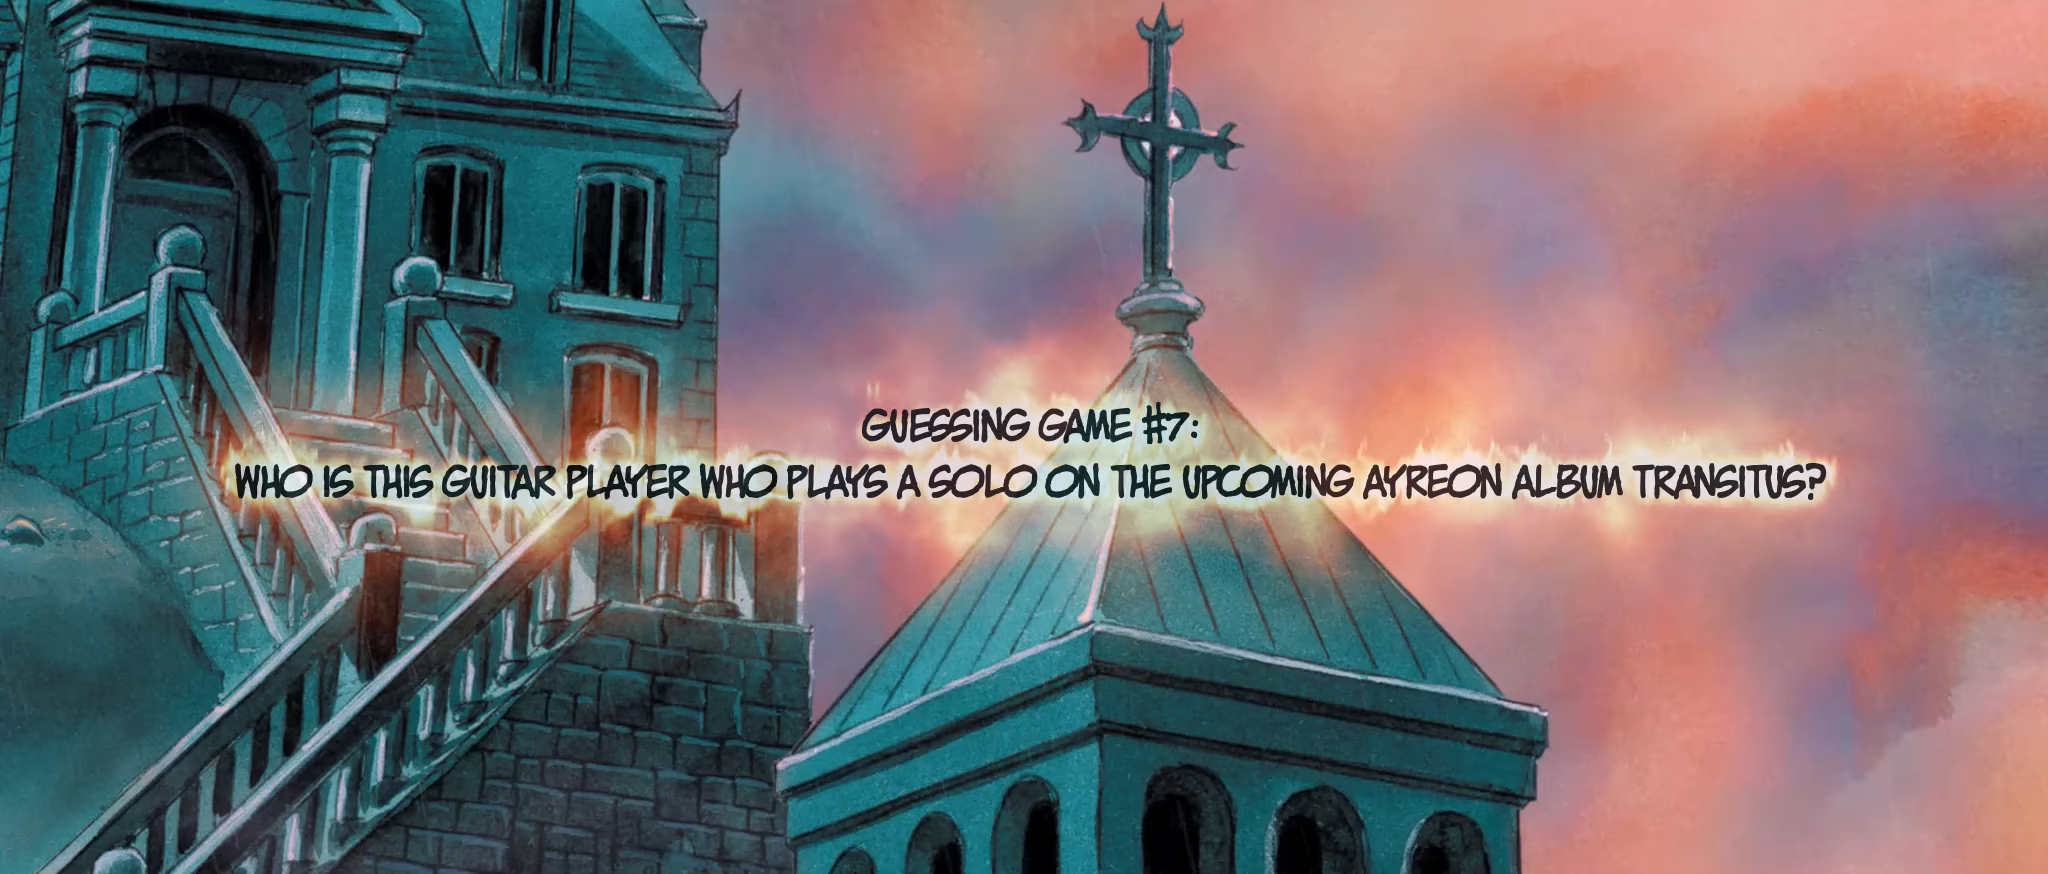 GUESSING GAME #7:
WHO IS THIS GUITAR PLAYER WHO PLAYS A SOLO ON THE UPCOMING AYREON ALBUM TRANSITUS?